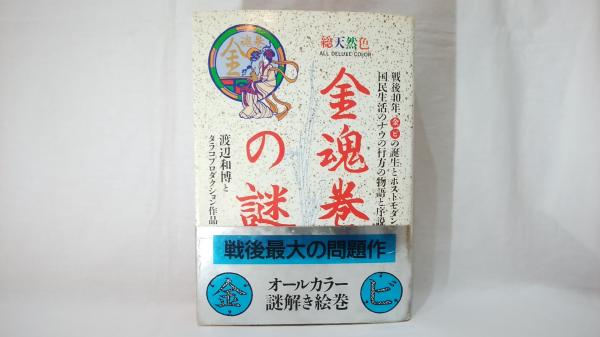 総天然色
ALL DELUXE COLOR
戦後40年、金ビの誕生とポストモダン
国民生活のナウの行方の物語と序説
金魂巻
の謎
渡辺和博と
タラコプロダクション作品
戦後最大の問題作
金
オールカラー
謎解き絵巻
ビ